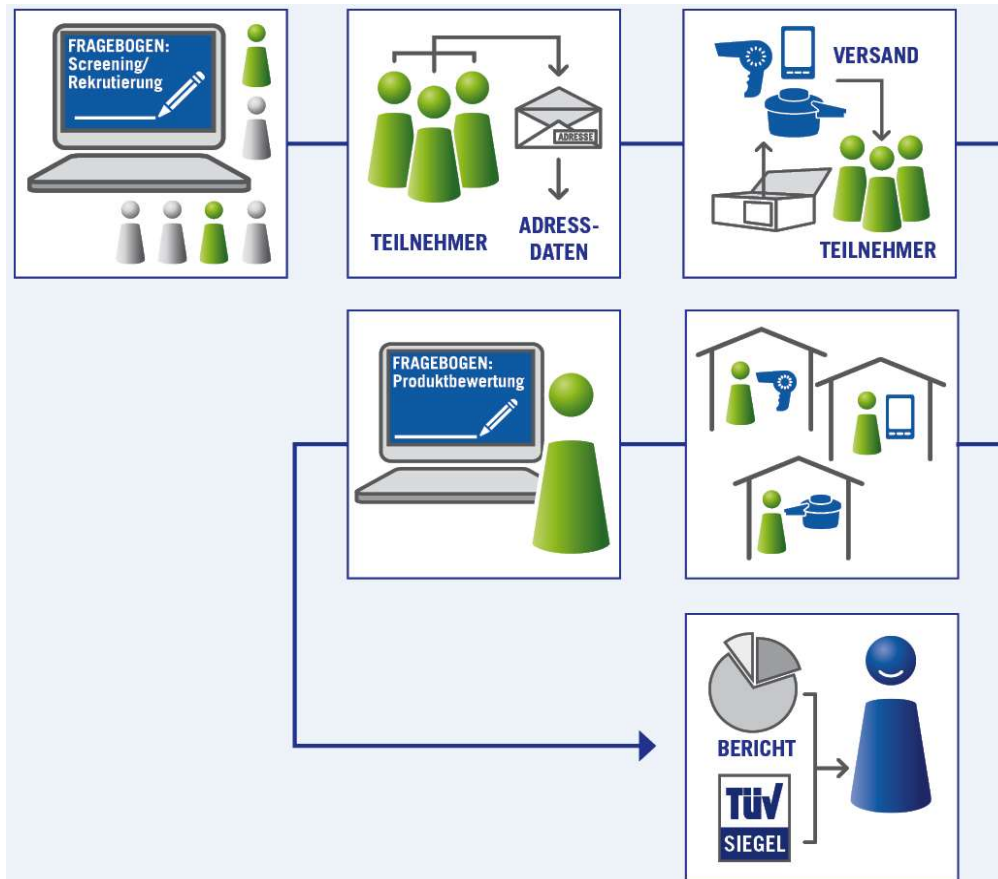 FRAGEBOGEN:
Screening/
Rekrutierung
TEILNEHMER
ADRESSE
ADRESS-
DATEN
VERSAND
TEILNEHMER
FRAGEBOGEN:
Produktbewertung
BERICHT
TÜV
SIEGEL